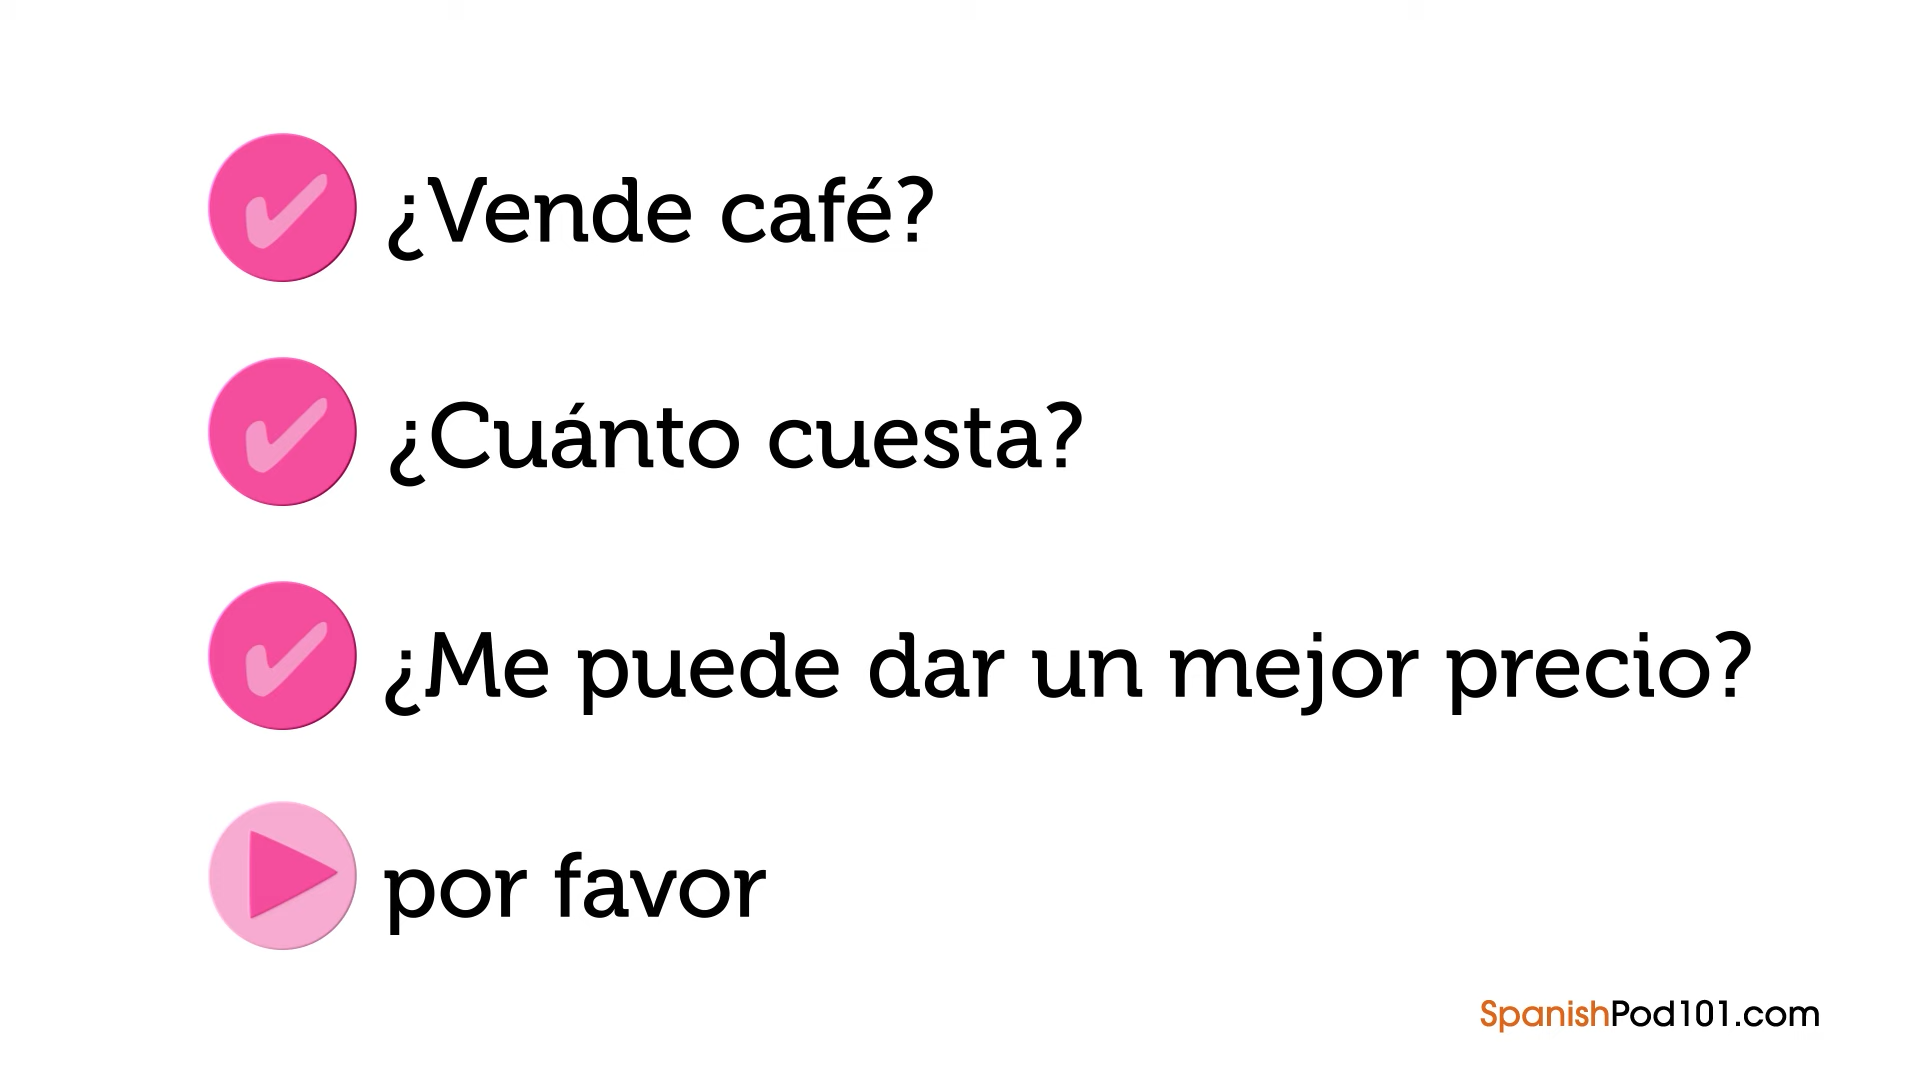 ¿Vende café?
¿Cuánto cuesta?
¿Me puede dar un mejor precio?
por favor
SpanishPod101.com